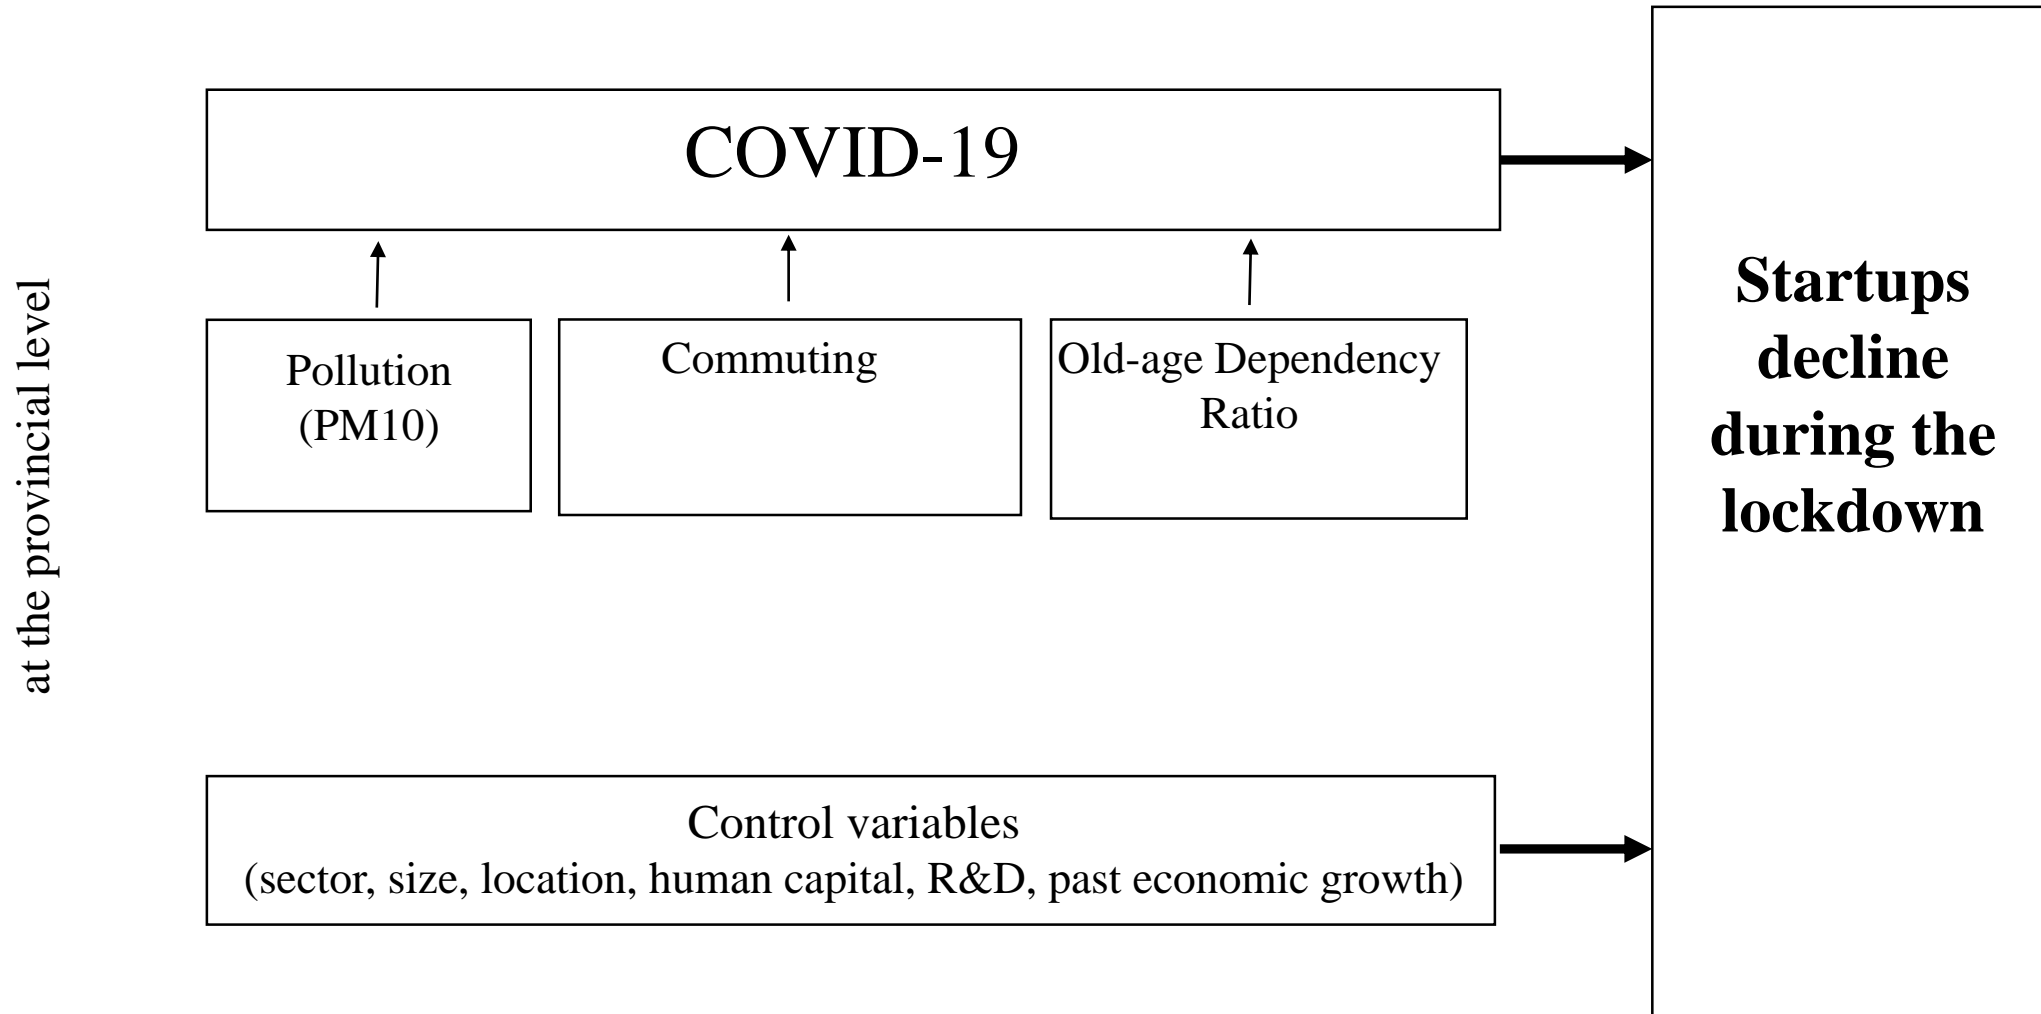 at the provincial level
COVID-19
Pollution
(PM10)
Commuting
Old-age Dependency
Ratio
Control variables
(sector, size, location, human capital, R&D, past economic growth)
Startups
decline
during the
lockdown